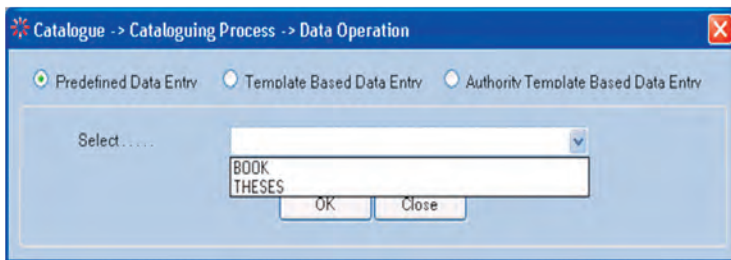 Catalogue -> Cataloguing Process -> Data Operation
Predefined Data Entry Template Based Data Entry Authority Template Based Data Entry
Select.....
BOOK
THESES
OK Close